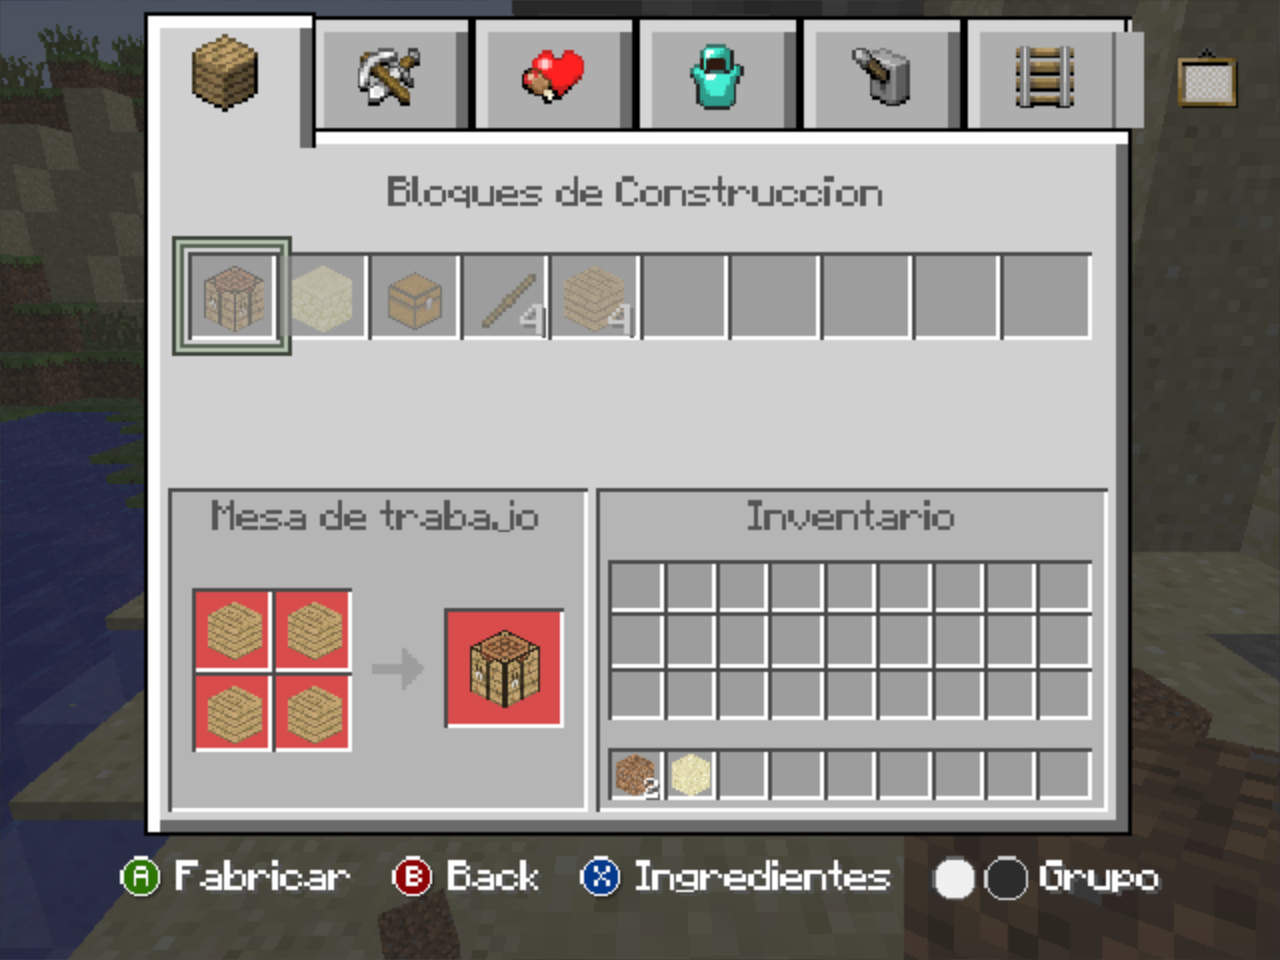 Bloques de Construccion
4 4
Mesa de trabajo
Inventario
2
A Fabricar B Back X Ingredientes Grupo